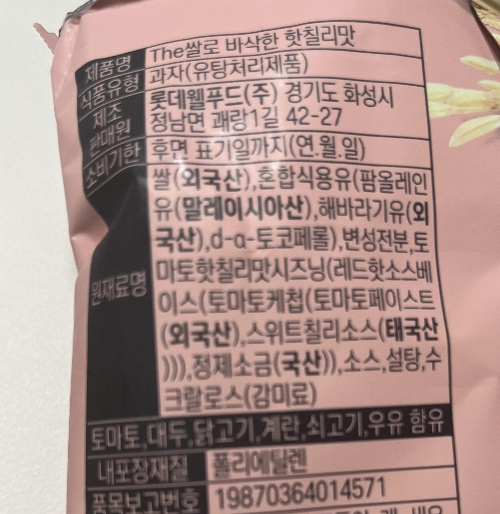 제품명 The쌀로 바삭한 핫칠리맛
식품유형 과자(유탕처리제품)
제조 판매원 롯데웰푸드(주) 경기도 화성시
정남면 괘랑1길 42-27
소비기한 후면 표기일까지(연.월.일)
원재료명 쌀(외국산),혼합식용유(팜올레인
유(말레이시아산),해바라기유(외
국산),d-α-토코페롤),변성전분,토
마토핫칠리맛시즈닝(레드핫소스베
이스(토마토케첩(토마토페이스트
(외국산),스위트칠리소스(태국산
))),정제소금(국산)),소스,설탕,수
크랄로스(감미료)
토마토,대두,닭고기,계란,쇠고기,우유 함유
내포장재질 폴리에틸렌
품목보고번호 19870364014571